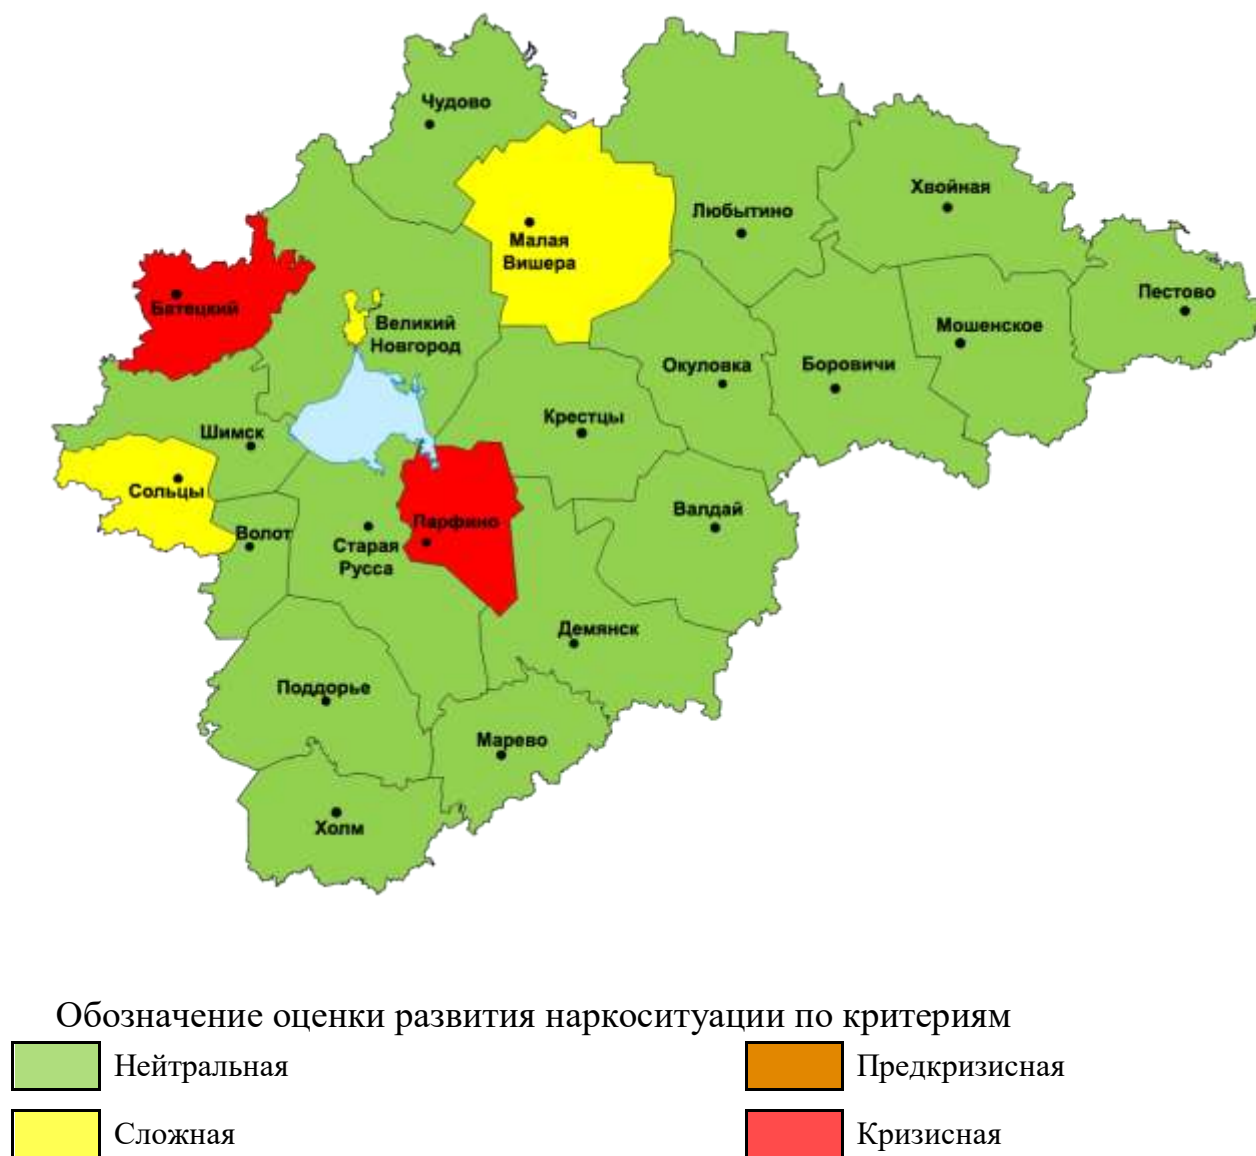 Чудово
Хвойная
Любытино
Малая
Вишера
Пестово
Батецкий
Великий
Новгород
Мошенское
Окуловка
Боровичи
Крестцы
Шимск
Сольцы
Валдай
Парфино
Волот
Старая
Русса
Демянск
Поддорье
Марево
Холм
Обозначение оценки развития наркоситуации по критериям
Нейтральная
Предкризисная
Сложная
Кризисная